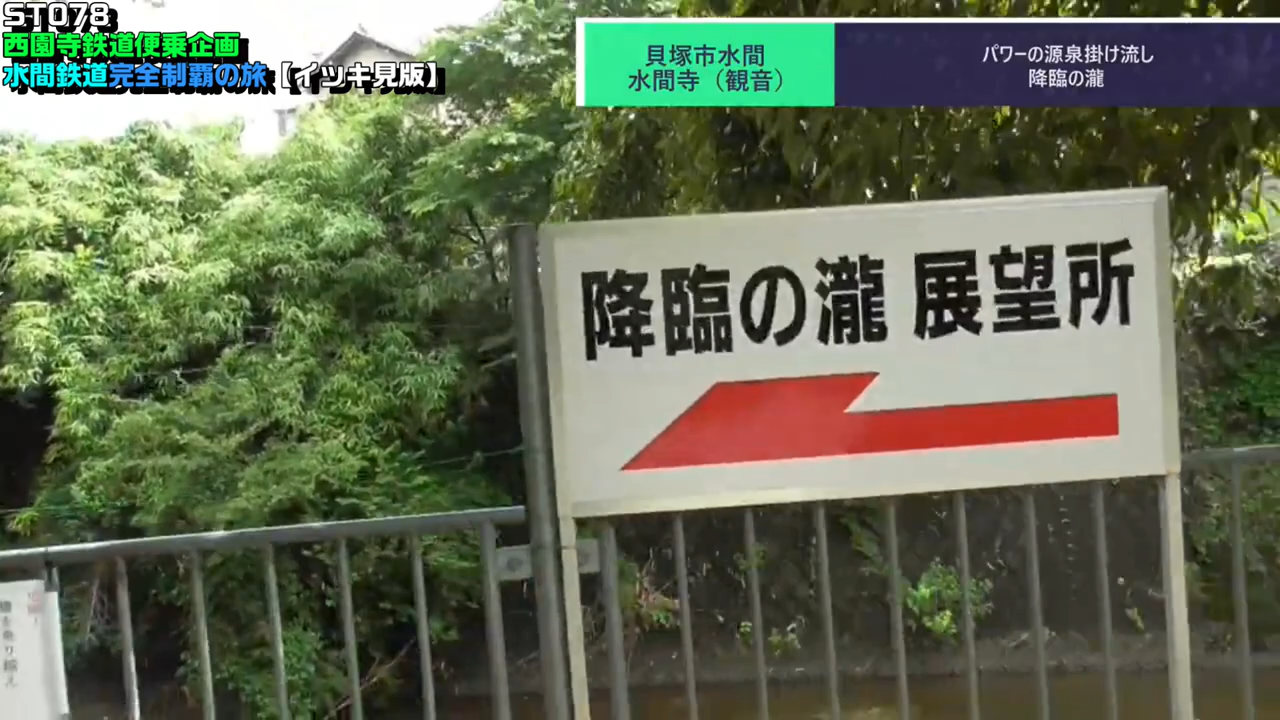 ST078
西園寺鉄道便乗企画
水間鉄道完全制覇の旅【イツキ見版】
貝塚市水間
水間寺（観音）
パワーの源泉掛け流し
降臨の瀧
降臨の瀧 展望所